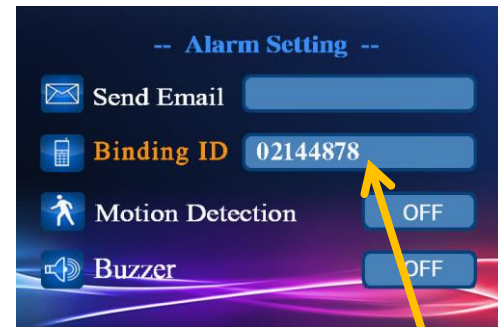 -- Alarm Setting --
Send Email
Binding ID 02144878
Motion Detection OFF
Buzzer OFF